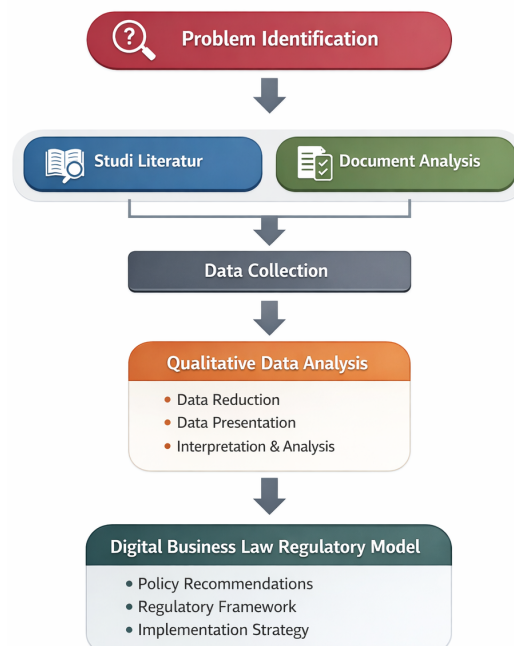 Problem Identification
Studi Literatur
Document Analysis
Data Collection
Qualitative Data Analysis
• Data Reduction
• Data Presentation
• Interpretation & Analysis
Digital Business Law Regulatory Model
• Policy Recommendations
• Regulatory Framework
• Implementation Strategy